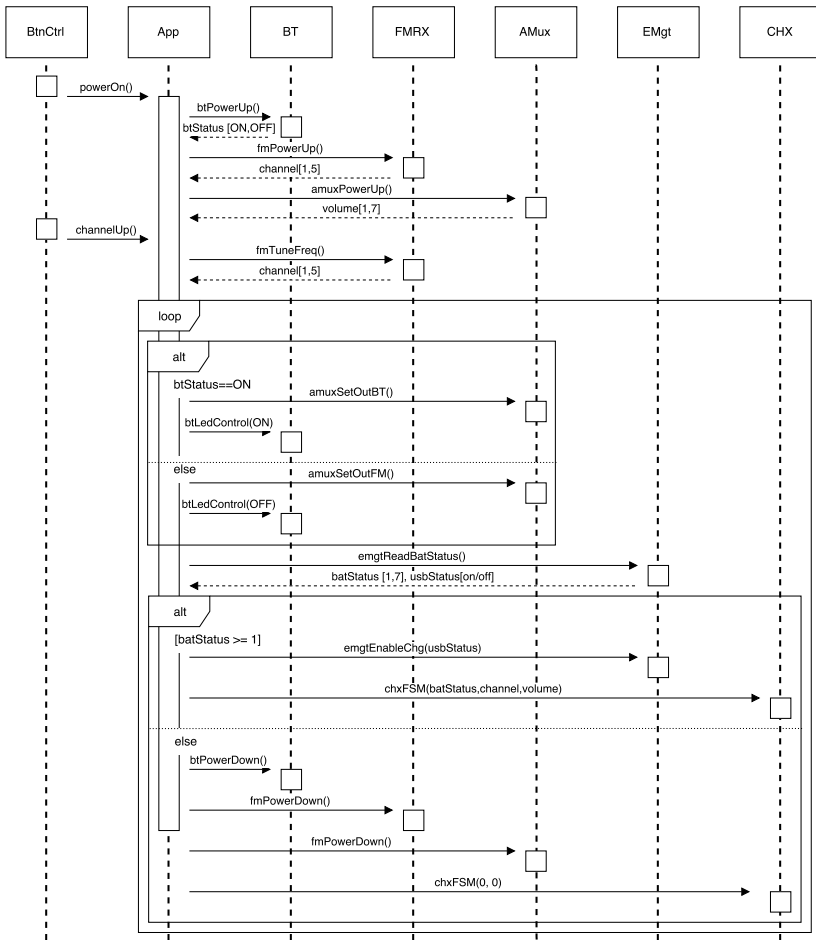 BtnCtrl
App
BT
FMRX
AMux
EMgt
CHX
powerOn()
btPowerUp()
btStatus [ON,OFF]
fmPowerUp()
channel[1,5]
amuxPowerUp()
volume[1,7]
channelUp()
fmTuneFreq()
channel[1,5]
loop
alt
btStatus==ON
amuxSetOutBT()
btLedControl(ON)
else
amuxSetOutFM()
btLedControl(OFF)
emgtReadBatStatus()
batStatus [1,7], usbStatus[on/off]
alt
[batStatus >= 1]
emgtEnableChg(usbStatus)
chxFSM(batStatus,channel,volume)
else
btPowerDown()
fmPowerDown()
fmPowerDown()
chxFSM(0, 0)